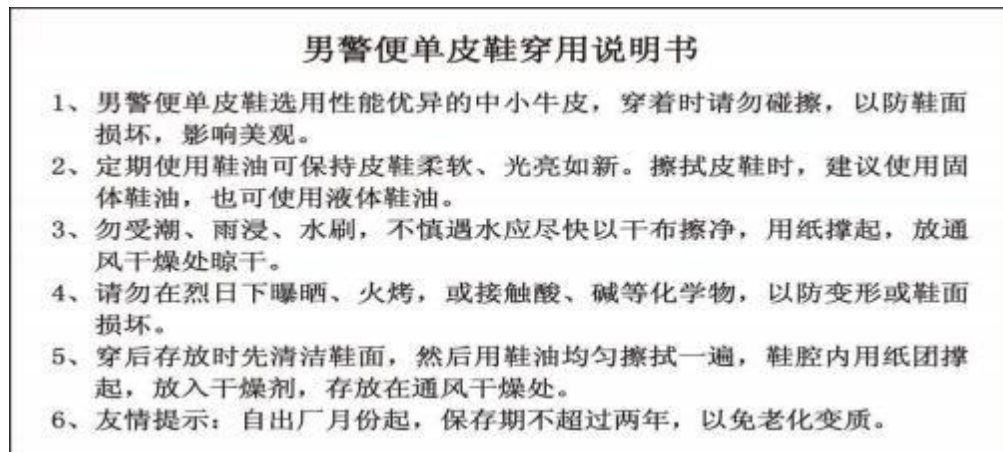 男警便单皮鞋穿用说明书
1、男警便单皮鞋选用性能优异的中小牛皮，穿着时请勿碰擦，以防鞋面
损坏，影响美观。
2、定期使用鞋油可保持皮鞋柔软、光亮如新。擦拭皮鞋时，建议使用固
体鞋油，也可使用液体鞋油。
3、勿受潮、雨浸、水刷，不慎遇水应尽快以干布擦净，用纸撑起，放通
风干燥处晾干。
4、请勿在烈日下曝晒、火烤，或接触酸、碱等化学物，以防变形或鞋面
损坏。
5、穿后存放时先清洁鞋面，然后用鞋油均匀擦拭一遍，鞋腔内用纸团撑
起，放入干燥剂，存放在通风干燥处。
6、友情提示：自出厂月份起，保存期不超过两年，以免老化变质。